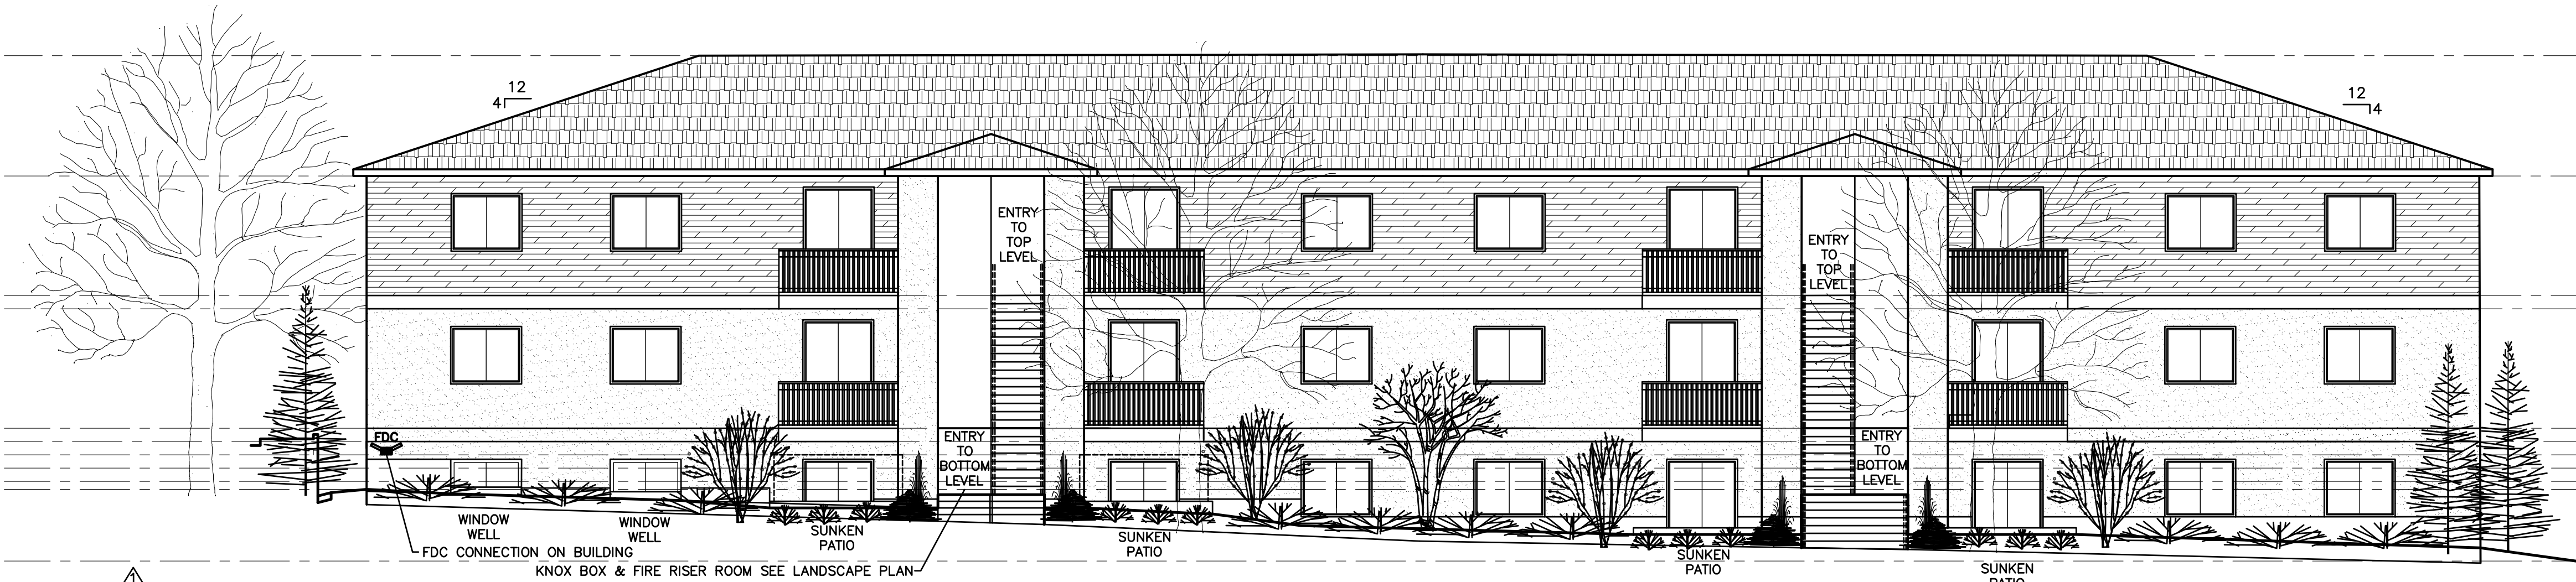 12
4
12
4
ENTRY
TO
TOP
LEVEL
ENTRY
TO
TOP
LEVEL
FDC
ENTRY
TO
BOTTOM
LEVEL
ENTRY
TO
BOTTOM
LEVEL
WINDOW
WELL
WINDOW
WELL
SUNKEN
PATIO
SUNKEN
PATIO
SUNKEN
PATIO
SUNKEN
PATIO
FDC CONNECTION ON BUILDING
KNOX BOX & FIRE RISER ROOM SEE LANDSCAPE PLAN
1